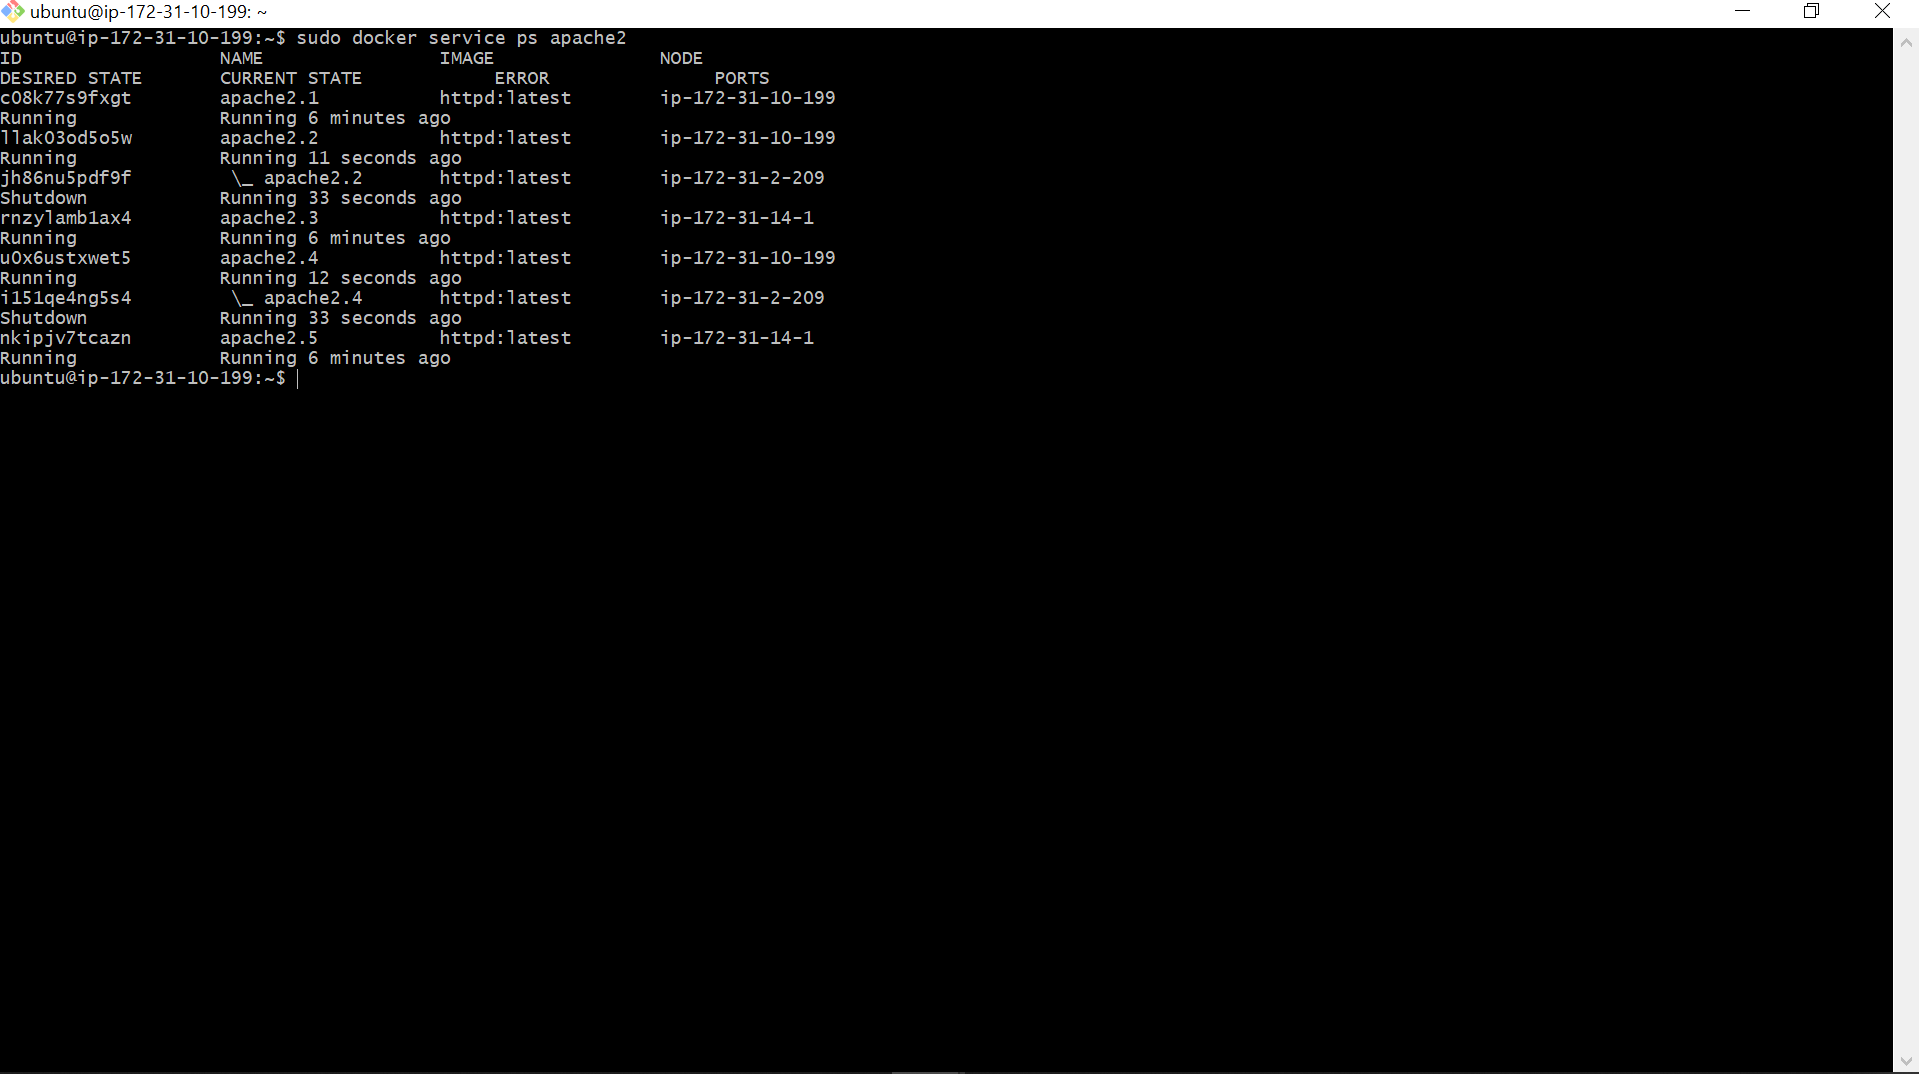 ubuntu@ip-172-31-10-199: ~
ubuntu@ip-172-31-10-199:~$ sudo docker service ps apache2
ID                  NAME                IMAGE               NODE
DESIRED STATE       CURRENT STATE            ERROR               PORTS
c08k77s9fxgt        apache2.1           httpd:latest        ip-172-31-10-199
Running             Running 6 minutes ago
llak03od5o5w        apache2.2           httpd:latest        ip-172-31-10-199
Running             Running 11 seconds ago
jh86nu5pdf9f         \_ apache2.2       httpd:latest        ip-172-31-2-209
Shutdown            Running 33 seconds ago
rnzylamb1ax4        apache2.3           httpd:latest        ip-172-31-14-1
Running             Running 6 minutes ago
u0x6ustxwet5        apache2.4           httpd:latest        ip-172-31-10-199
Running             Running 12 seconds ago
i151qe4ng5s4         \_ apache2.4       httpd:latest        ip-172-31-2-209
Shutdown            Running 33 seconds ago
nkipjv7tcazn        apache2.5           httpd:latest        ip-172-31-14-1
Running             Running 6 minutes ago
ubuntu@ip-172-31-10-199:~$